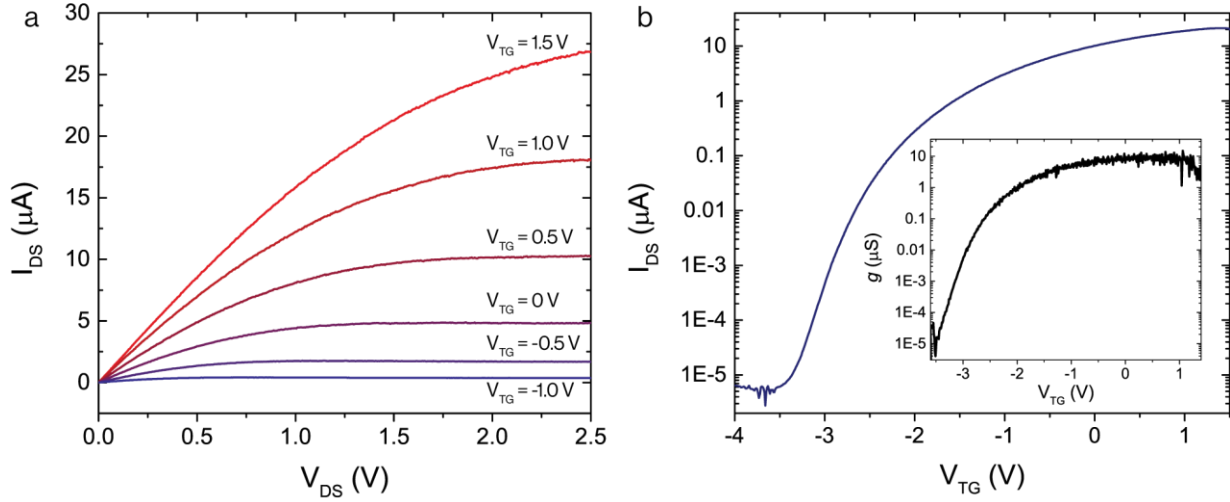 a
30
25
20
15
10
5
0
I_DS (μA)
V_TG = 1.5 V
V_TG = 1.0 V
V_TG = 0.5 V
V_TG = 0 V
V_TG = -0.5 V
V_TG = -1.0 V
0.0 0.5 1.0 1.5 2.0 2.5
V_DS (V)
b
10
1
0.1
0.01
1E-3
1E-4
1E-5
I_DS (μA)
-4 -3 -2 -1 0 1
V_TG (V)
10
1
0.1
0.01
1E-3
1E-4
1E-5
g (μS)
-3 -2 -1 0 1
V_TG (V)